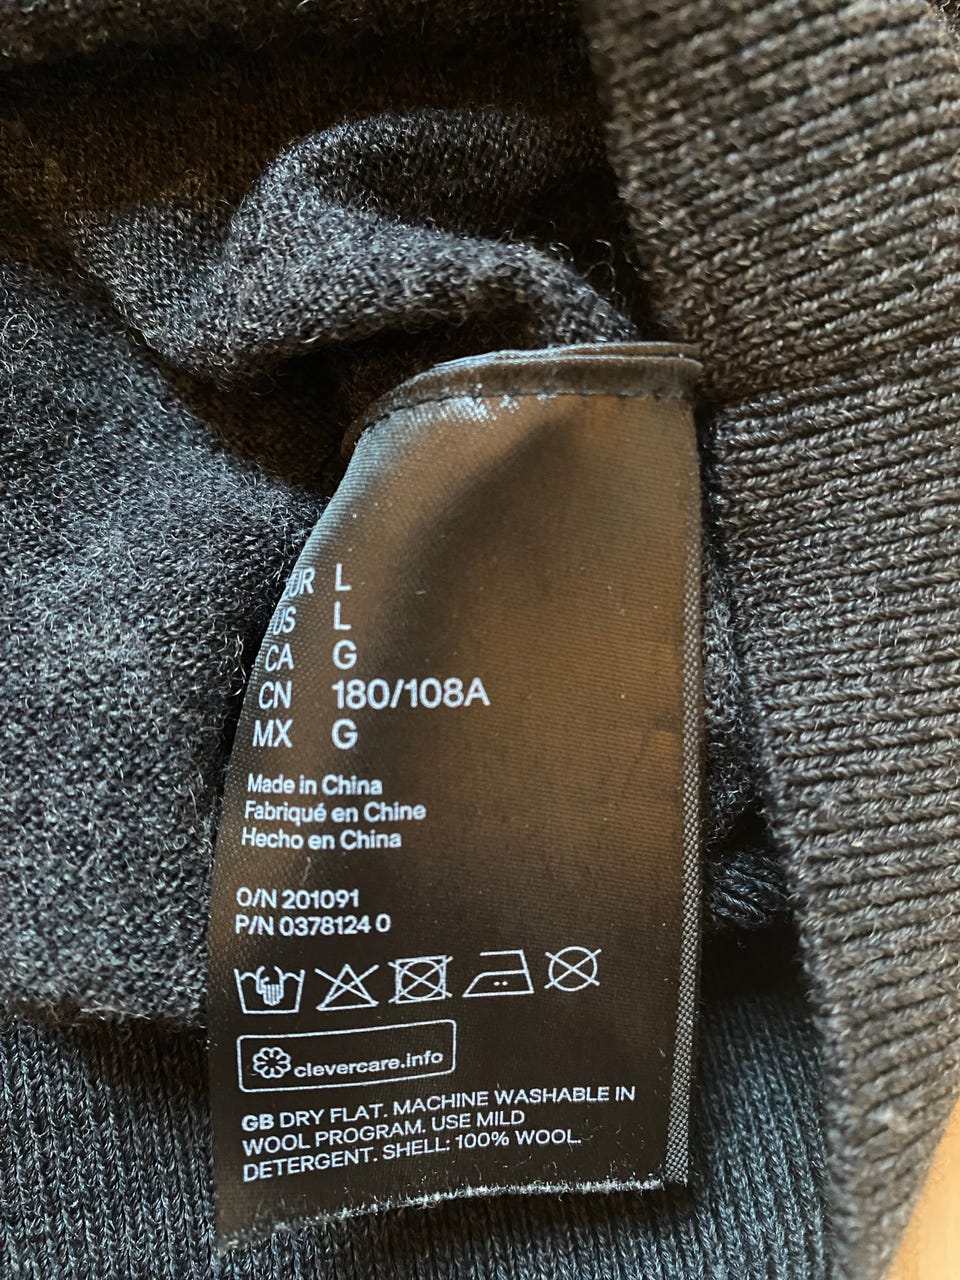 EUR L
US L
CA G
CN 180/108A
MX G
Made in China
Fabriqué en Chine
Hecho en China
O/N 201091
P/N 0378124 0
clevercare.info
GB DRY FLAT. MACHINE WASHABLE IN
WOOL PROGRAM. USE MILD
DETERGENT. SHELL: 100% WOOL.